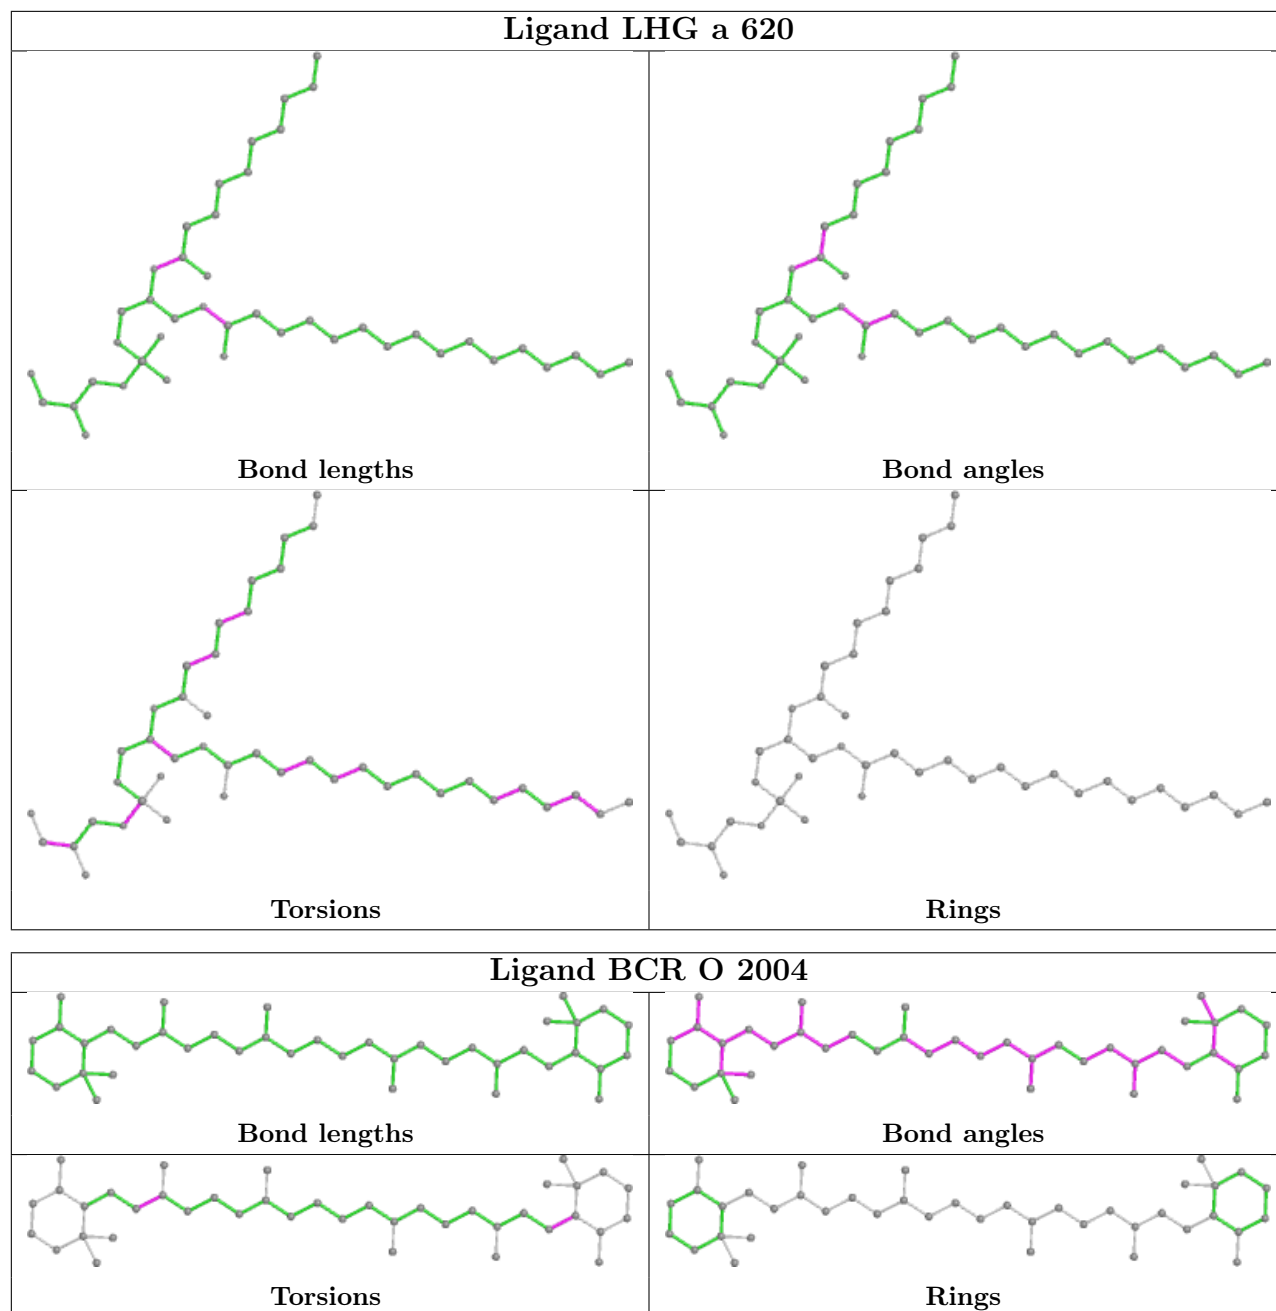 Ligand LHG a 620
Bond lengths
Bond angles
Torsions
Rings
Ligand BCR O 2004
Bond lengths
Bond angles
Torsions
Rings